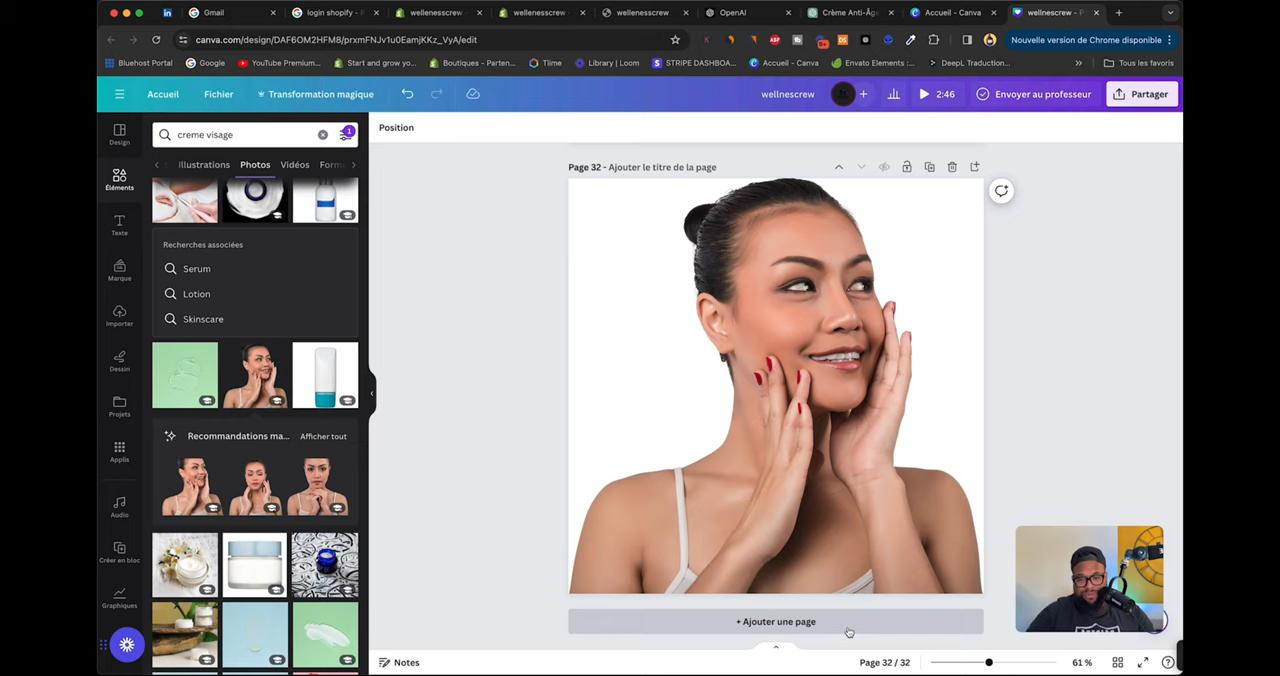 Gmail
login shopify - 
wellenesscrew
wellenesscrew
wellenesscrew
OpenAI
Crème Anti-Âg
Accueil - Canva
wellnescrew - P
canva.com/design/DAF6OM2HFM8/prxmFNJv1u0EamjKKz_VyA/edit
Nouvelle version de Chrome disponible
Bluehost Portal
Google
YouTube Premium...
Start and grow yo...
Boutiques - Parten...
Tiime
Library | Loom
STRIPE DASHBOA...
Accueil - Canva
Envato Elements :...
DeepL Traduction...
Tous les favoris
Accueil
Fichier
Transformation magique
wellnescrew
2:46
Envoyer au professeur
Partager
Design
Éléments
Texte
Marque
Importer
Dessin
Projets
Applis
Audio
Créer en bloc
Graphiques
creme visage
1
Illustrations
Photos
Vidéos
Form
Recherches associées
Serum
Lotion
Skinscare
Recommandations ma...
Afficher tout
Position
Page 32 - Ajouter le titre de la page
+ Ajouter une page
Notes
Page 32 / 32
61 %